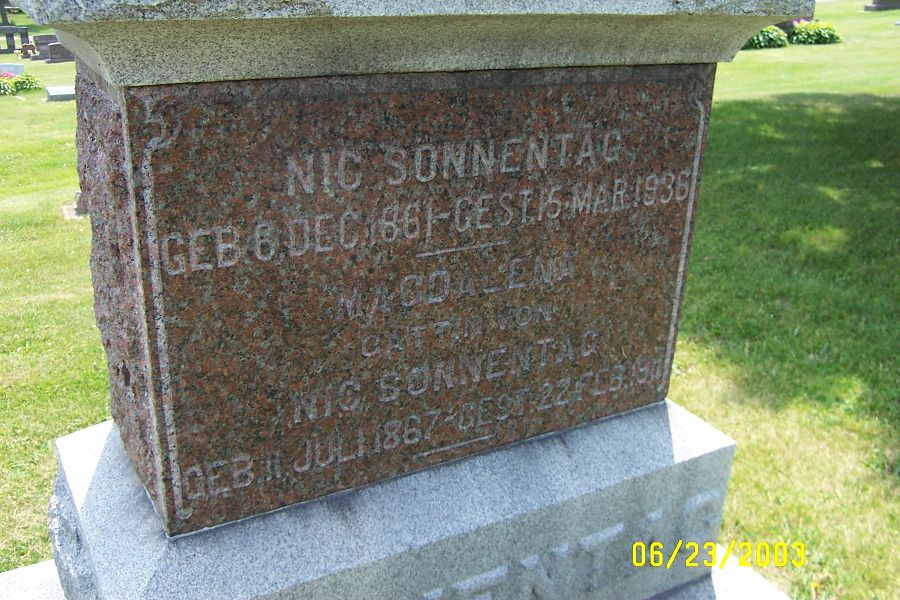 NIC SONNENTAG
GEB. 6. DEC. 1861-GEST. 15 MAR. 1936
MAGDALENA
GATTIN VON
NIC SONNENTAG
GEB. 11. JULI. 1867-GEST. 22. FEB.
06/23/2003